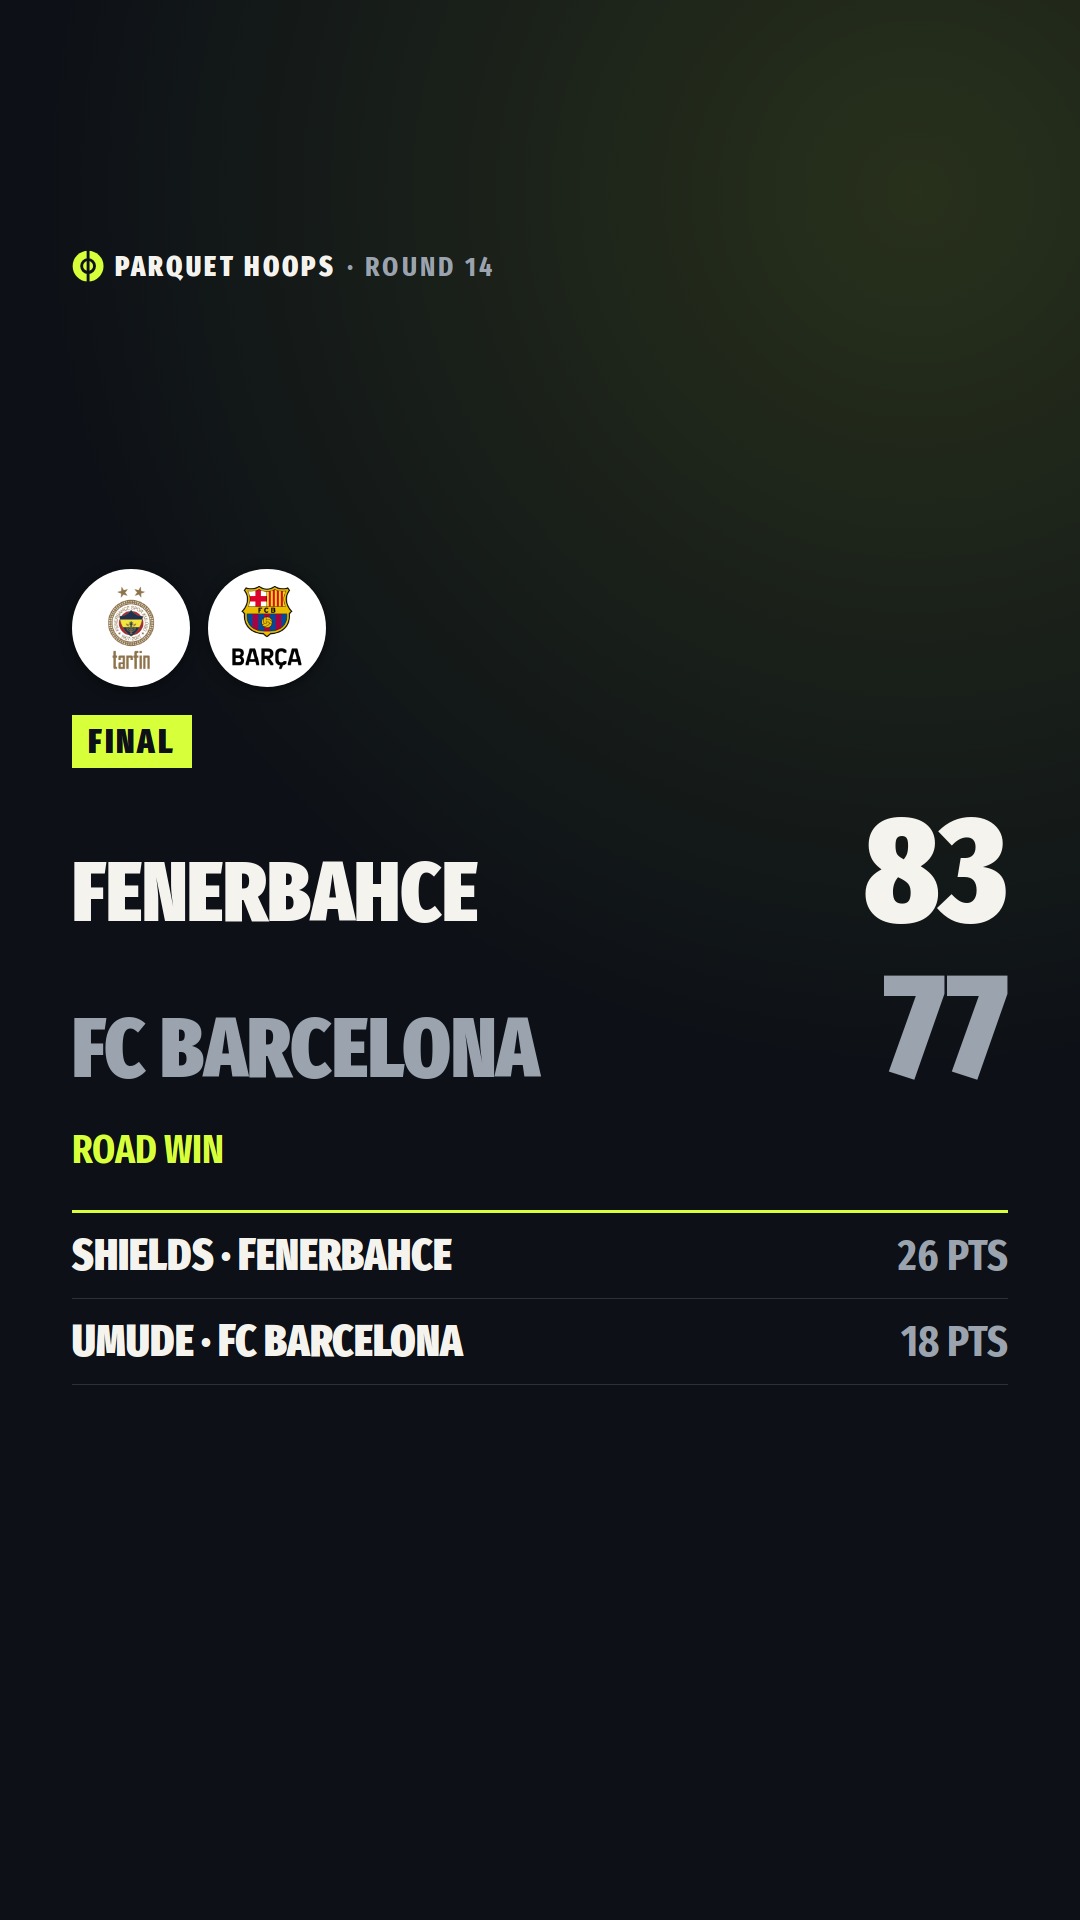 PARQUET HOOPS · ROUND 14
tarfin
FCB
BARÇA
FINAL
FENERBAHCE 83
FC BARCELONA 77
ROAD WIN
SHIELDS · FENERBAHCE 26 PTS
UMUDE · FC BARCELONA 18 PTS